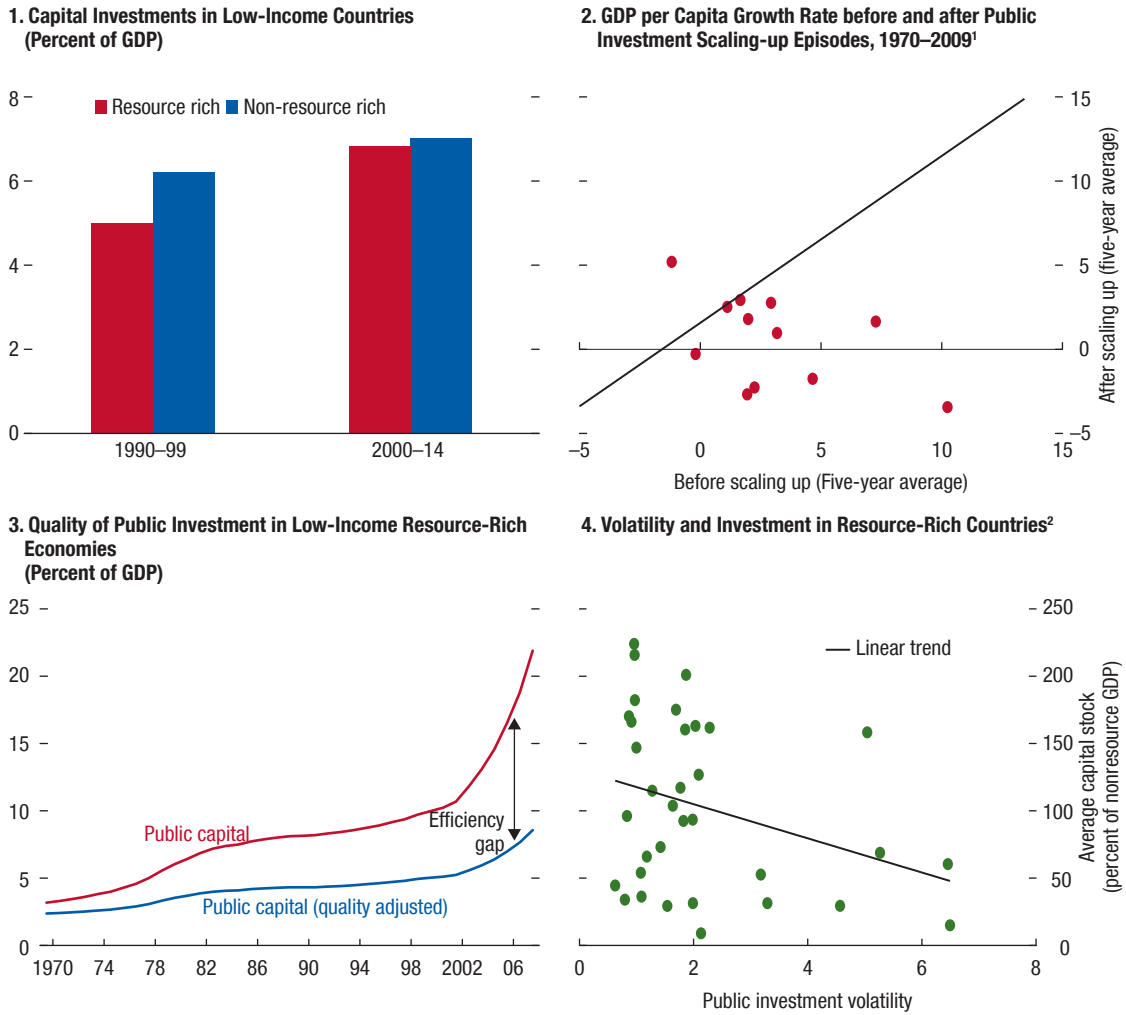 1. Capital Investments in Low-Income Countries
(Percent of GDP)
8
Resource rich Non-resource rich
6
4
2
0
1990–99 2000–14
2. GDP per Capita Growth Rate before and after Public
Investment Scaling-up Episodes, 1970–2009¹
15
10
5
0
–5
After scaling up (five-year average)
–5 0 5 10 15
Before scaling up (Five-year average)
3. Quality of Public Investment in Low-Income Resource-Rich
Economies
(Percent of GDP)
25
20
15
10
5
0
Public capital
Efficiency
gap
Public capital (quality adjusted)
1970 74 78 82 86 90 94 98 2002 06
4. Volatility and Investment in Resource-Rich Countries²
250
200
150
100
50
0
Linear trend
Average capital stock
(percent of nonresource GDP)
0 2 4 6 8
Public investment volatility